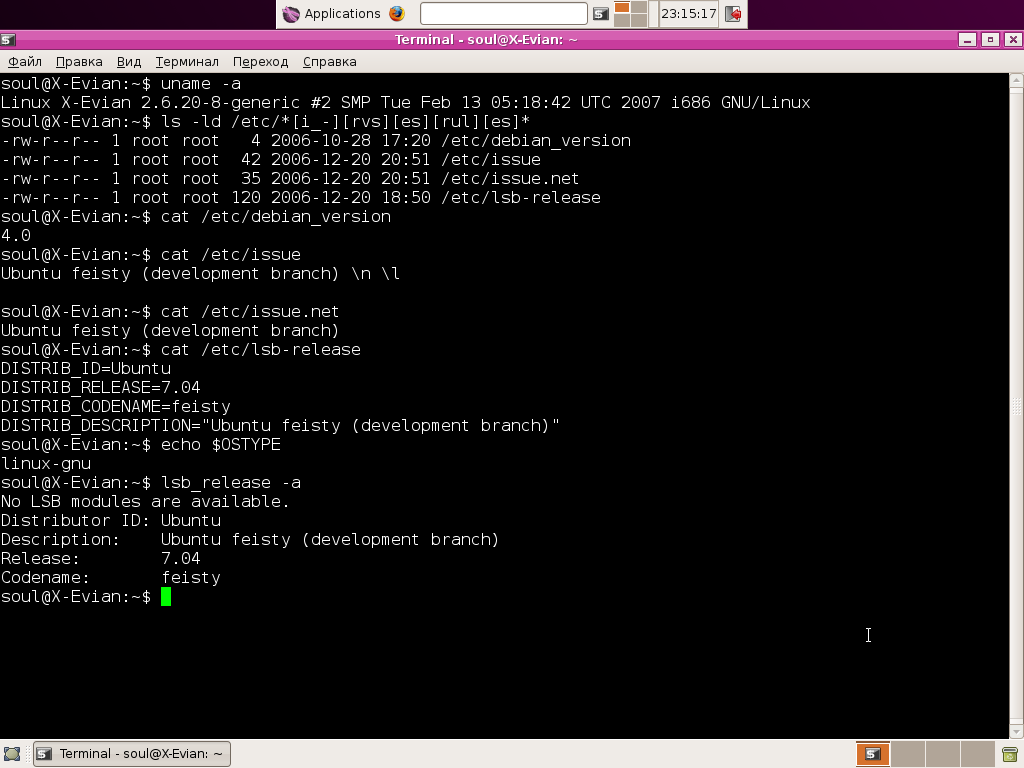 Applications 23:15:17
Terminal - soul@X-Evian: ~
Файл Правка Вид Терминал Переход Справка
soul@X-Evian:~$ uname -a
Linux X-Evian 2.6.20-8-generic #2 SMP Tue Feb 13 05:18:42 UTC 2007 i686 GNU/Linux
soul@X-Evian:~$ ls -ld /etc/*[i_-][rvs][es][rul][es]*
-rw-r--r-- 1 root root   4 2006-10-28 17:20 /etc/debian_version
-rw-r--r-- 1 root root  42 2006-12-20 20:51 /etc/issue
-rw-r--r-- 1 root root  35 2006-12-20 20:51 /etc/issue.net
-rw-r--r-- 1 root root 120 2006-12-20 18:50 /etc/lsb-release
soul@X-Evian:~$ cat /etc/debian_version
4.0
soul@X-Evian:~$ cat /etc/issue
Ubuntu feisty (development branch) \n \l
soul@X-Evian:~$ cat /etc/issue.net
Ubuntu feisty (development branch)
soul@X-Evian:~$ cat /etc/lsb-release
DISTRIB_ID=Ubuntu
DISTRIB_RELEASE=7.04
DISTRIB_CODENAME=feisty
DISTRIB_DESCRIPTION="Ubuntu feisty (development branch)"
soul@X-Evian:~$ echo $OSTYPE
linux-gnu
soul@X-Evian:~$ lsb_release -a
No LSB modules are available.
Distributor ID: Ubuntu
Description:    Ubuntu feisty (development branch)
Release:        7.04
Codename:       feisty
soul@X-Evian:~$
Terminal - soul@X-Evian: ~